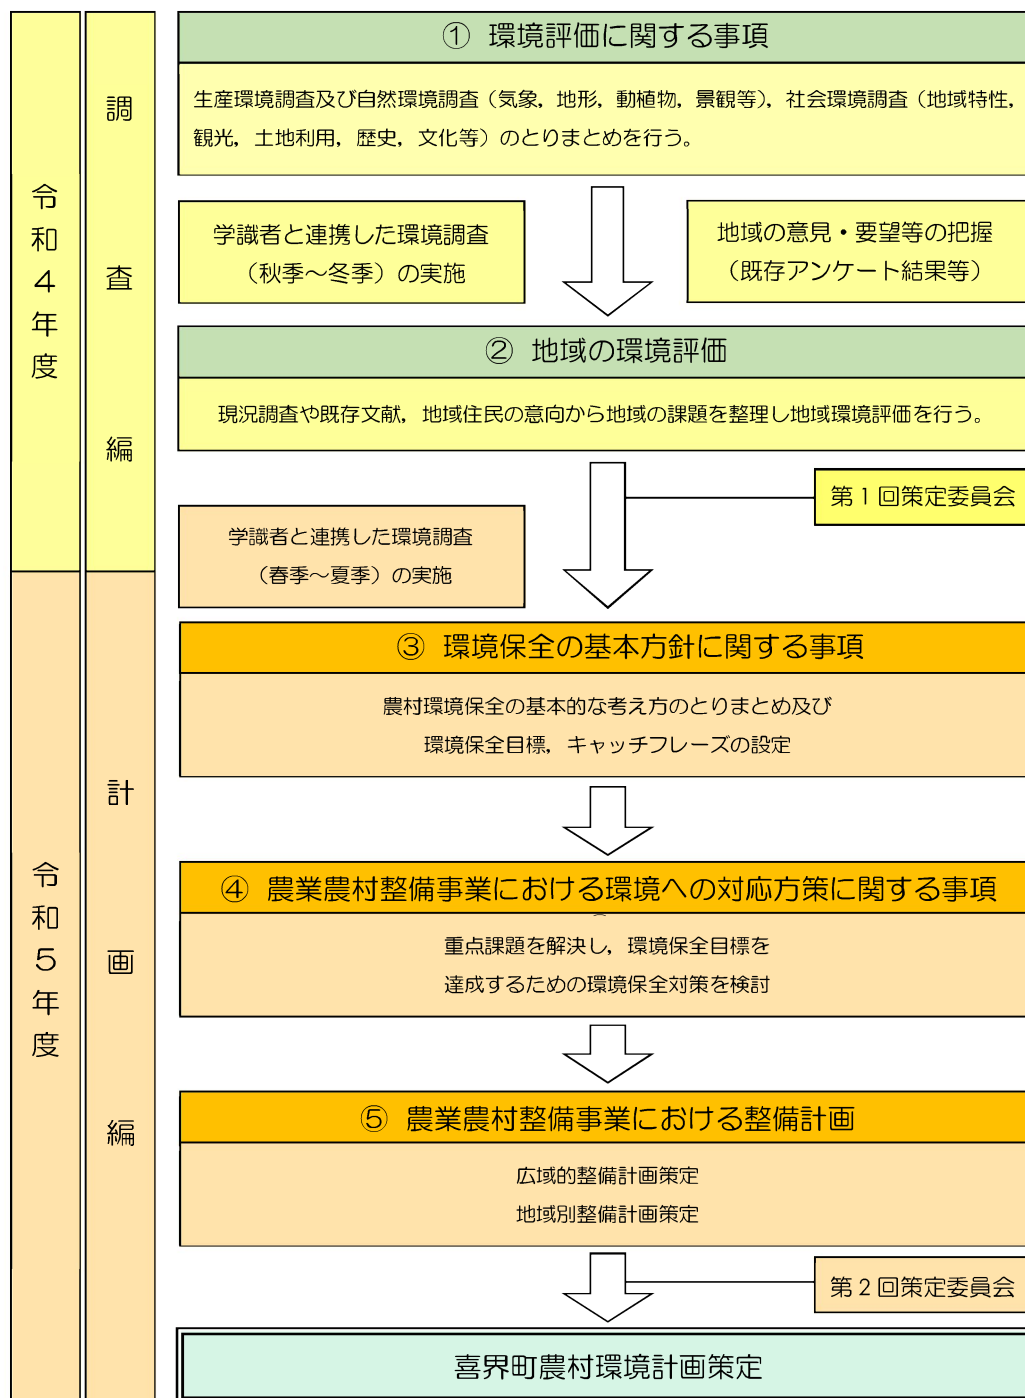 令和4年度
調査編
① 環境評価に関する事項
生産環境調査及び自然環境調査(気象,地形,動植物,景観等),社会環境調査(地域特性,
観光,土地利用,歴史,文化等)のとりまとめを行う。
学識者と連携した環境調査
(秋季~冬季)の実施
地域の意見・要望等の把握
(既存アンケート結果等)
② 地域の環境評価
現況調査や既存文献,地域住民の意向から地域の課題を整理し地域環境評価を行う。
第1回策定委員会
令和5年度
計画編
学識者と連携した環境調査
(春季~夏季)の実施
③ 環境保全の基本方針に関する事項
農村環境保全の基本的な考え方のとりまとめ及び
環境保全目標,キャッチフレーズの設定
④ 農業農村整備事業における環境への対応方策に関する事項
重点課題を解決し,環境保全目標を
達成するための環境保全対策を検討
⑤ 農業農村整備事業における整備計画
広域的整備計画策定
地域別整備計画策定
第2回策定委員会
喜界町農村環境計画策定